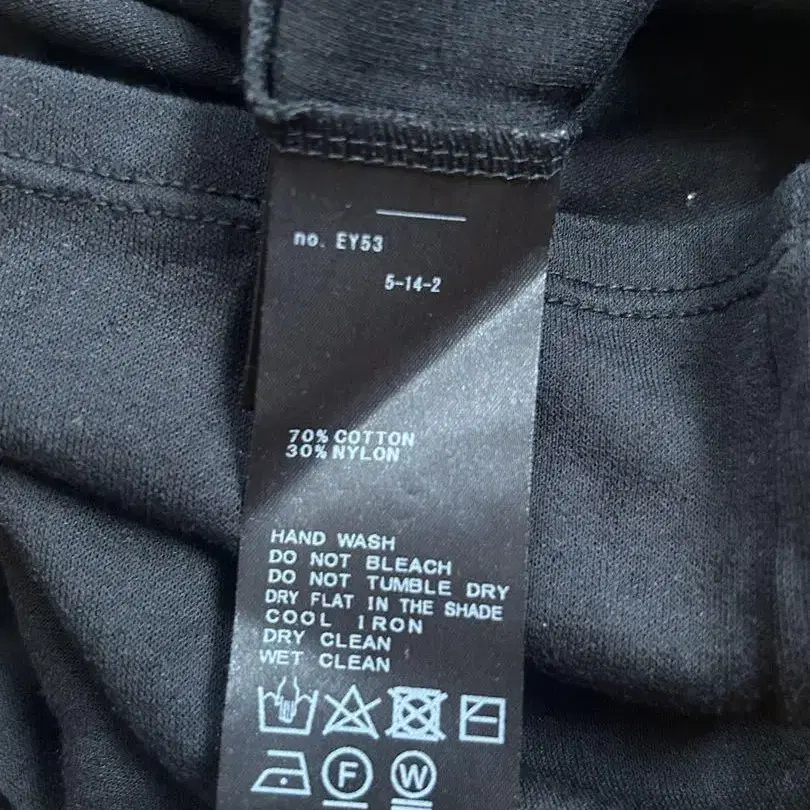 no. EY53
5-14-2
70% COTTON
30% NYLON
HAND WASH
DO NOT BLEACH
DO NOT TUMBLE DRY
DRY FLAT IN THE SHADE
COOL IRON
DRY CLEAN
WET CLEAN
F W